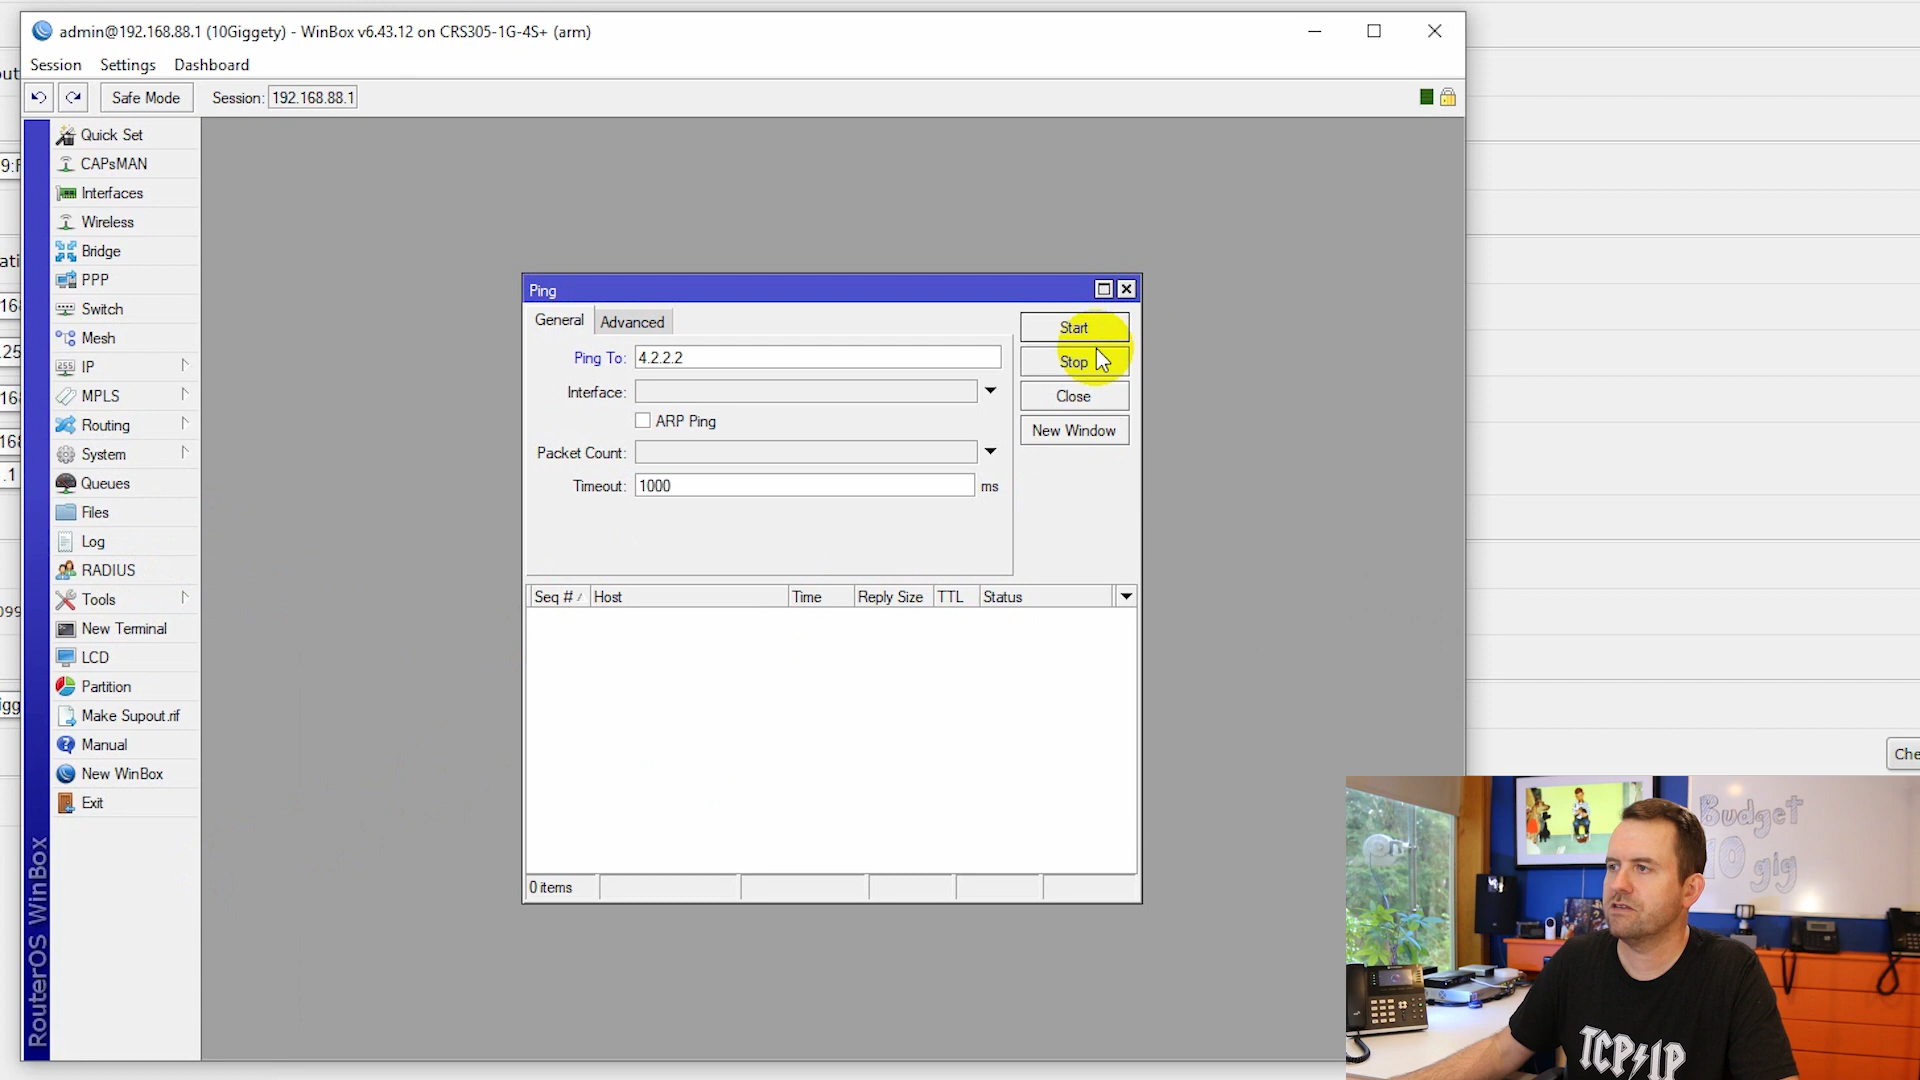 admin@192.168.88.1 (10Giggety) - WinBox v6.43.12 on CRS305-1G-4S+ (arm)
Session Settings Dashboard
Safe Mode Session: 192.168.88.1
Quick Set
CAPsMAN
Interfaces
Wireless
Bridge
PPP
Switch
Mesh
255 IP
MPLS
Routing
System
Queues
Files
Log
RADIUS
Tools
New Terminal
LCD
Partition
Make Supout.rif
Manual
New WinBox
Exit
RouterOS WinBox
Ping
General Advanced
Ping To: 4.2.2.2
Interface:
ARP Ping
Packet Count:
Timeout: 1000 ms
Start
Stop
Close
New Window
Seq # Host Time Reply Size TTL Status
0 items
Budget
10 gig
TCP/IP